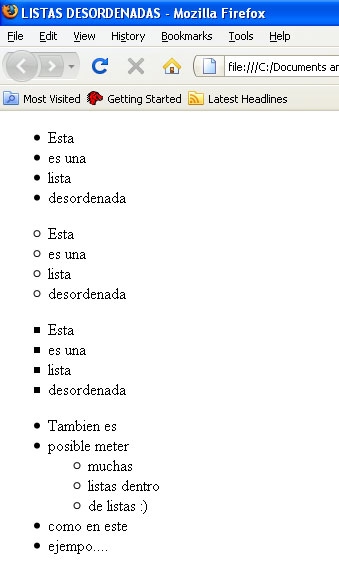 LISTAS DESORDENADAS - Mozilla Firefox
File Edit View History Bookmarks Tools Help
file:///C:/Documents an
Most Visited Getting Started Latest Headlines
Esta
es una
lista
desordenada
Esta
es una
lista
desordenada
Esta
es una
lista
desordenada
Tambien es
posible meter
muchas
listas dentro
de listas :)
como en este
ejempo....